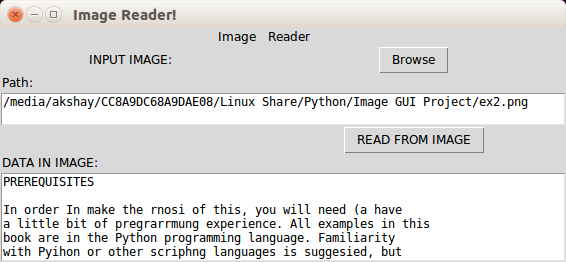 Image Reader!
Image Reader
INPUT IMAGE:
Browse
Path:
/media/akshay/CC8A9DC68A9DAE08/Linux Share/Python/Image GUI Project/ex2.png
READ FROM IMAGE
DATA IN IMAGE:
PREREQUISITES
In order In make the rnosi of this, you will need (a have
a little bit of pregrarrmung experience. All examples in this
book are in the Python programming language. Familiarity
with Pyihon or other scriphng languages is suggesied, but